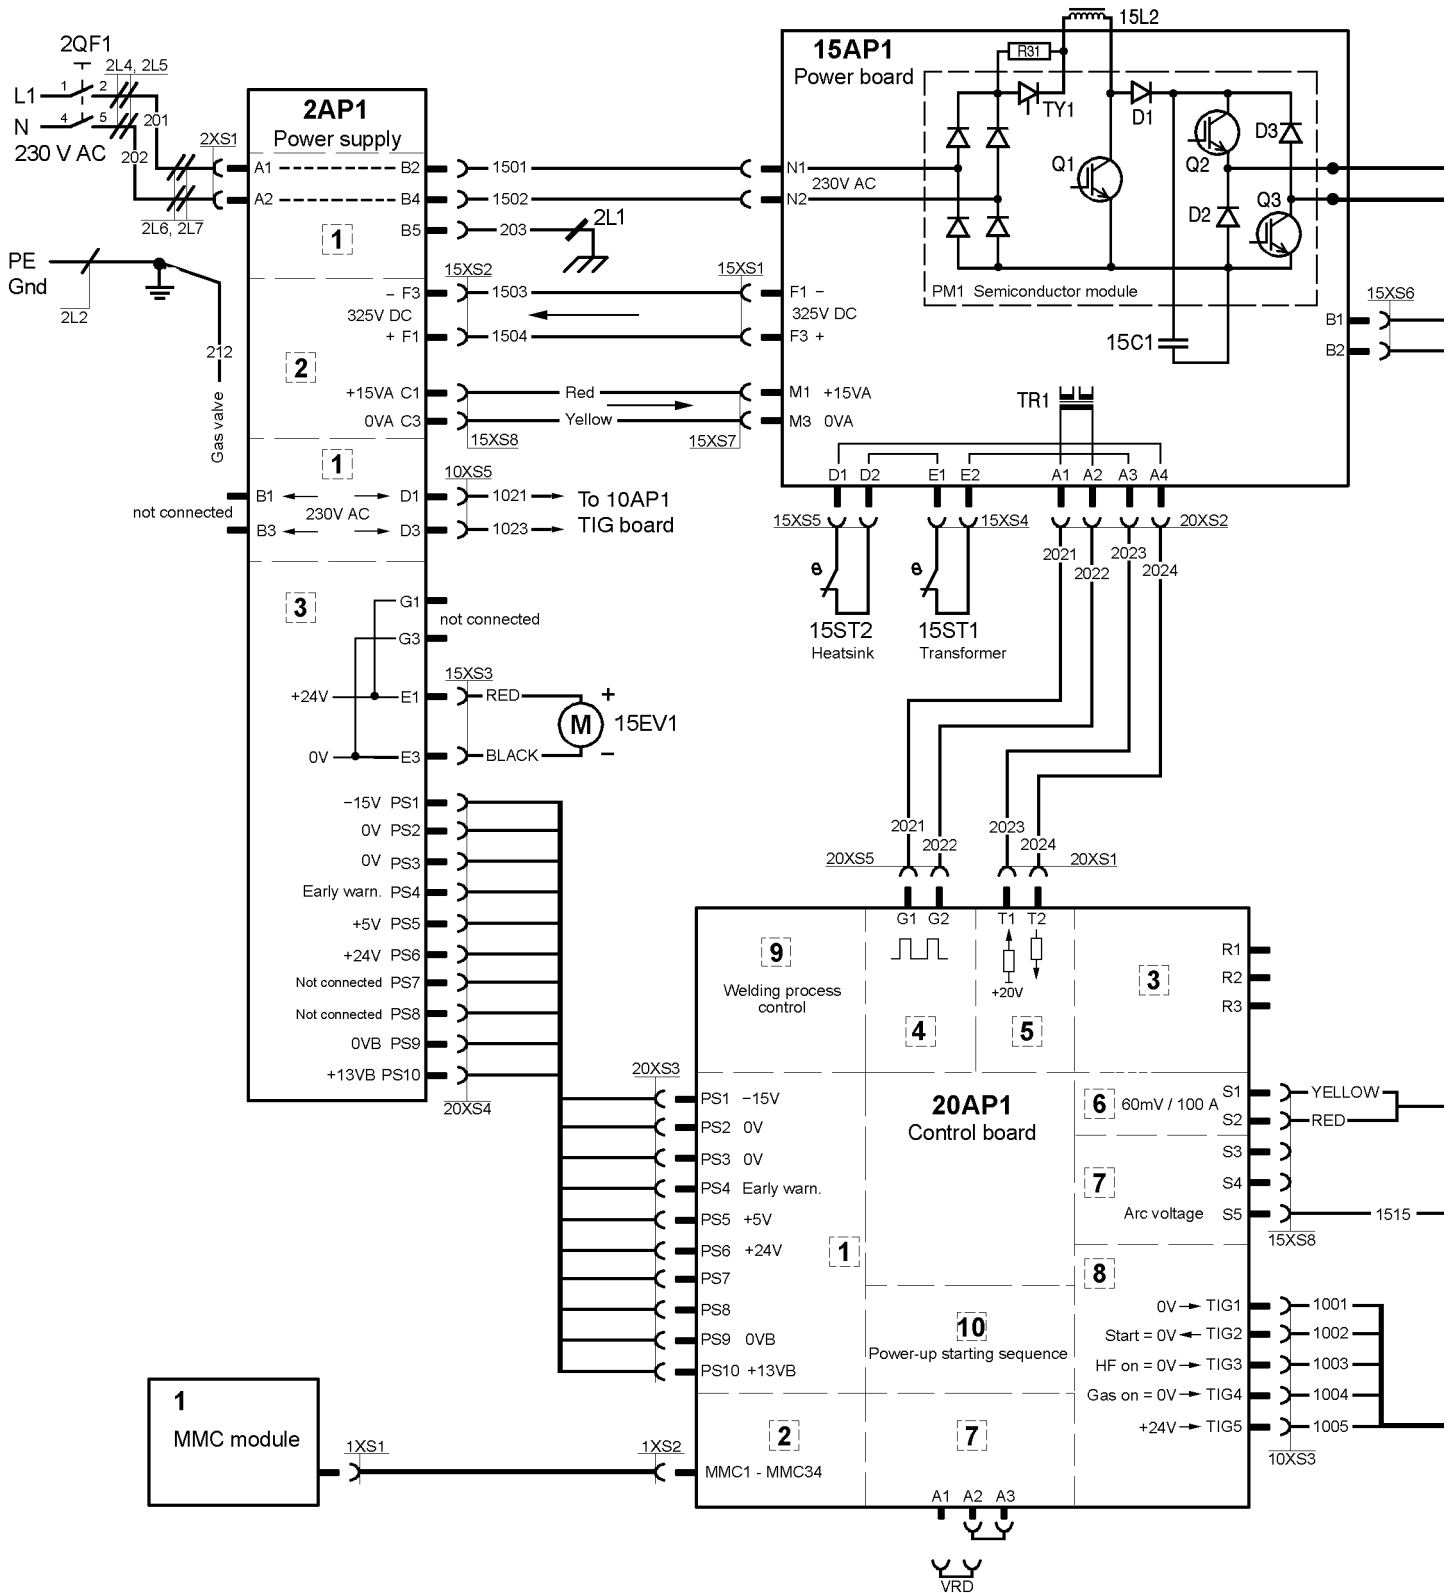 2QF1
2L4, 2L5
L1
1
2
N
4
5
230 V AC
201
202
2XS1
2L6, 2L7
PE
Gnd
2L2
212
Gas valve
2AP1
Power supply
A1
B2
A2
B4
B5
1
− F3
325V DC
+ F1
2
+15VA C1
0VA C3
1
B1
D1
230V AC
B3
D3
not connected
3
G1
G3
not connected
+24V
E1
0V
E3
−15V PS1
0V PS2
0V PS3
Early warn. PS4
+5V PS5
+24V PS6
Not connected PS7
Not connected PS8
0VB PS9
+13VB PS10
20XS4
1501
1502
203
2L1
15XS2
15XS1
1503
1504
Red
Yellow
15XS8
15XS7
10XS5
1021
1023
To 10AP1
TIG board
15XS3
RED
BLACK
+
M
15EV1
−
15L2
15AP1
Power board
R31
TY1
D1
Q1
Q2
D3
D2
Q3
N1
230V AC
N2
PM1 Semiconductor module
F1 −
325V DC
F3 +
15C1
B1
B2
15XS6
M1 +15VA
M3 0VA
TR1
D1
D2
E1
E2
A1
A2
A3
A4
15XS5
15XS4
20XS2
2021
2022
2023
2024
15ST2
Heatsink
15ST1
Transformer
2021
2022
2023
2024
20XS5
20XS1
G1
G2
T1
T2
+20V
9
Welding process
control
4
5
3
R1
R2
R3
20XS3
PS1 −15V
PS2 0V
PS3 0V
PS4 Early warn.
PS5 +5V
PS6 +24V
PS7
PS8
PS9 0VB
PS10 +13VB
1
20AP1
Control board
6
60mV / 100 A
S1
S2
YELLOW
RED
7
S3
S4
Arc voltage
S5
1515
15XS8
8
10
Power-up starting sequence
0V
TIG1
1001
Start = 0V
TIG2
1002
HF on = 0V
TIG3
1003
Gas on = 0V
TIG4
1004
+24V
TIG5
1005
10XS3
1
MMC module
1XS1
1XS2
2
MMC1 - MMC34
7
A1
A2
A3
VRD